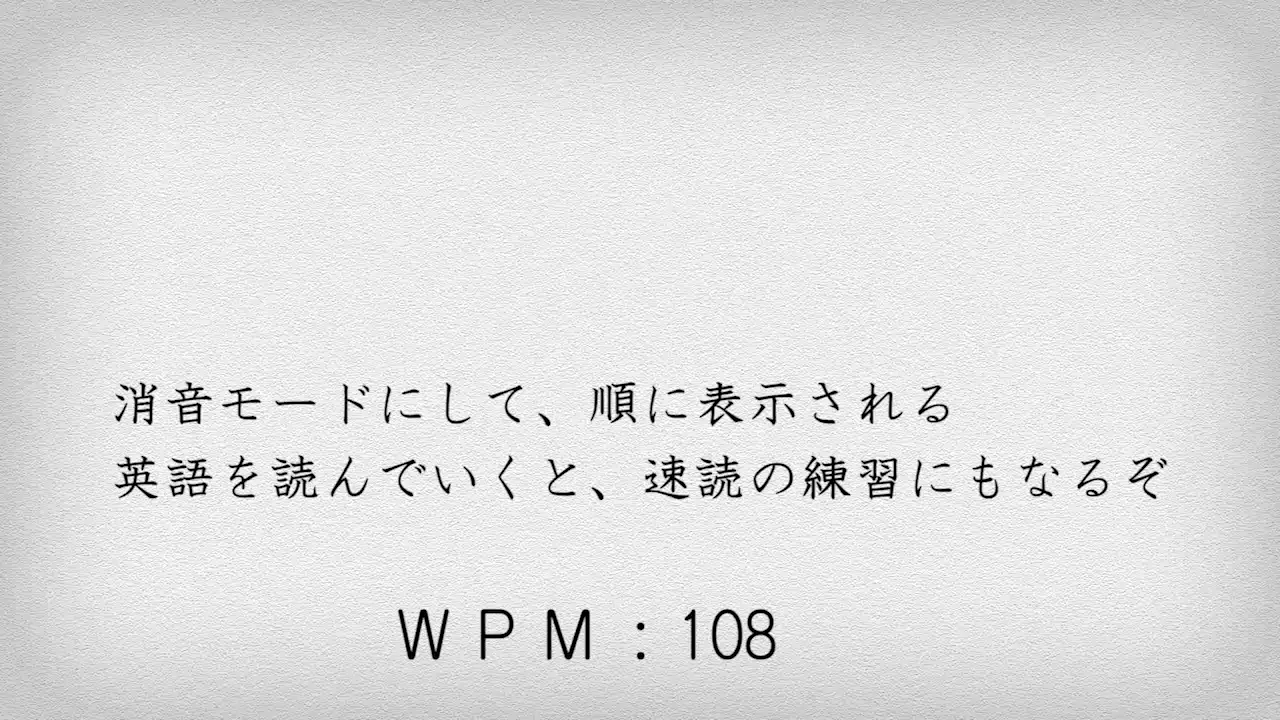 消音モードにして、順に表示される
英語を読んでいくと、速読の練習にもなるぞ
ＷＰＭ：108